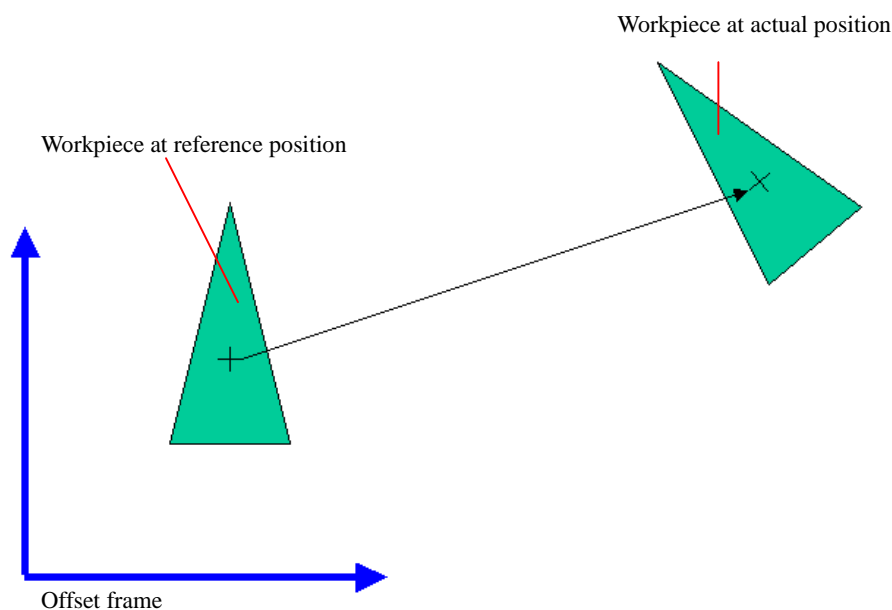 Workpiece at actual position
Workpiece at reference position
Offset frame